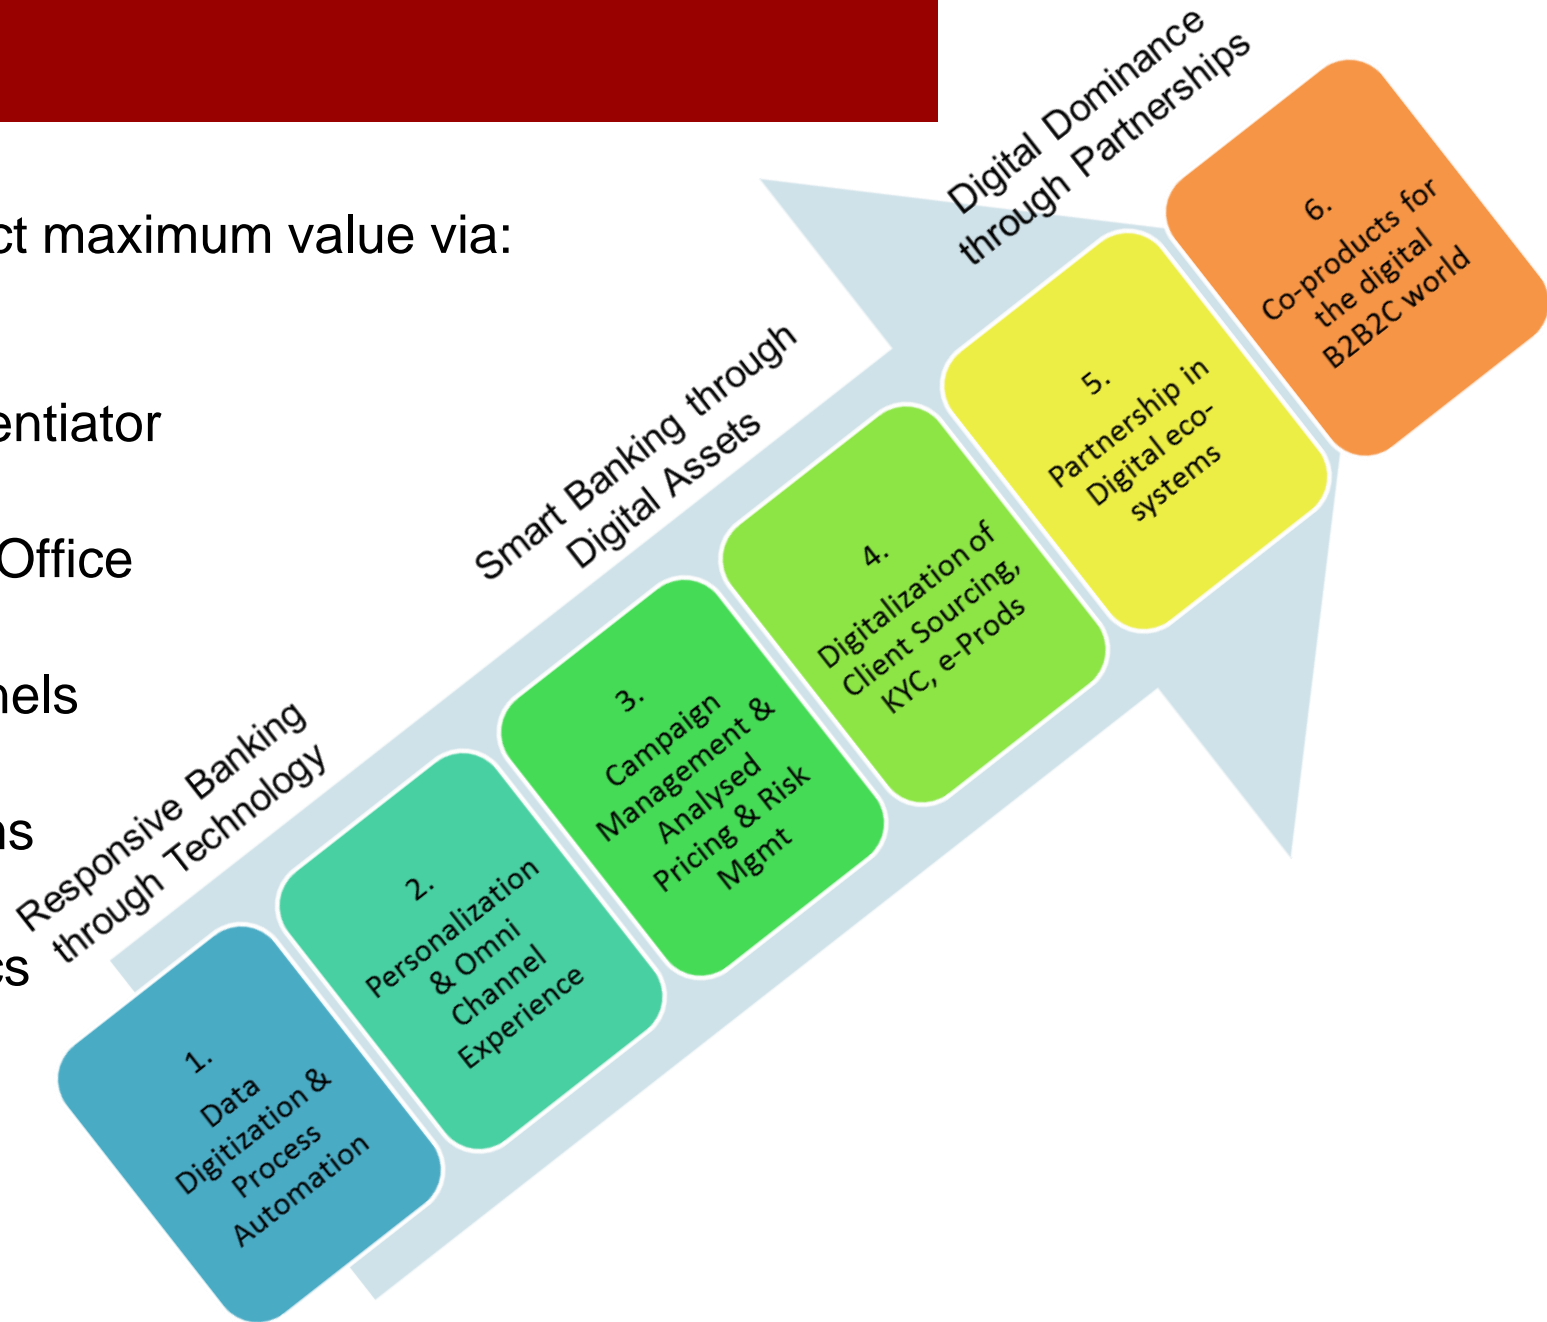 ct maximum value via:
entiator
Office
nels
ns
cs
Responsive Banking
through Technology
Smart Banking through
Digital Assets
Digital Dominance
through Partnerships
1.
Data
Digitization &
Process
Automation
2.
Personalization
& Omni
Channel
Experience
3.
Campaign
Management &
Analysed
Pricing & Risk
Mgmt
4.
Digitalization of
Client Sourcing,
KYC, e-Prods
5.
Partnership in
Digital eco-
systems
6.
Co-products for
the digital
B2B2C world